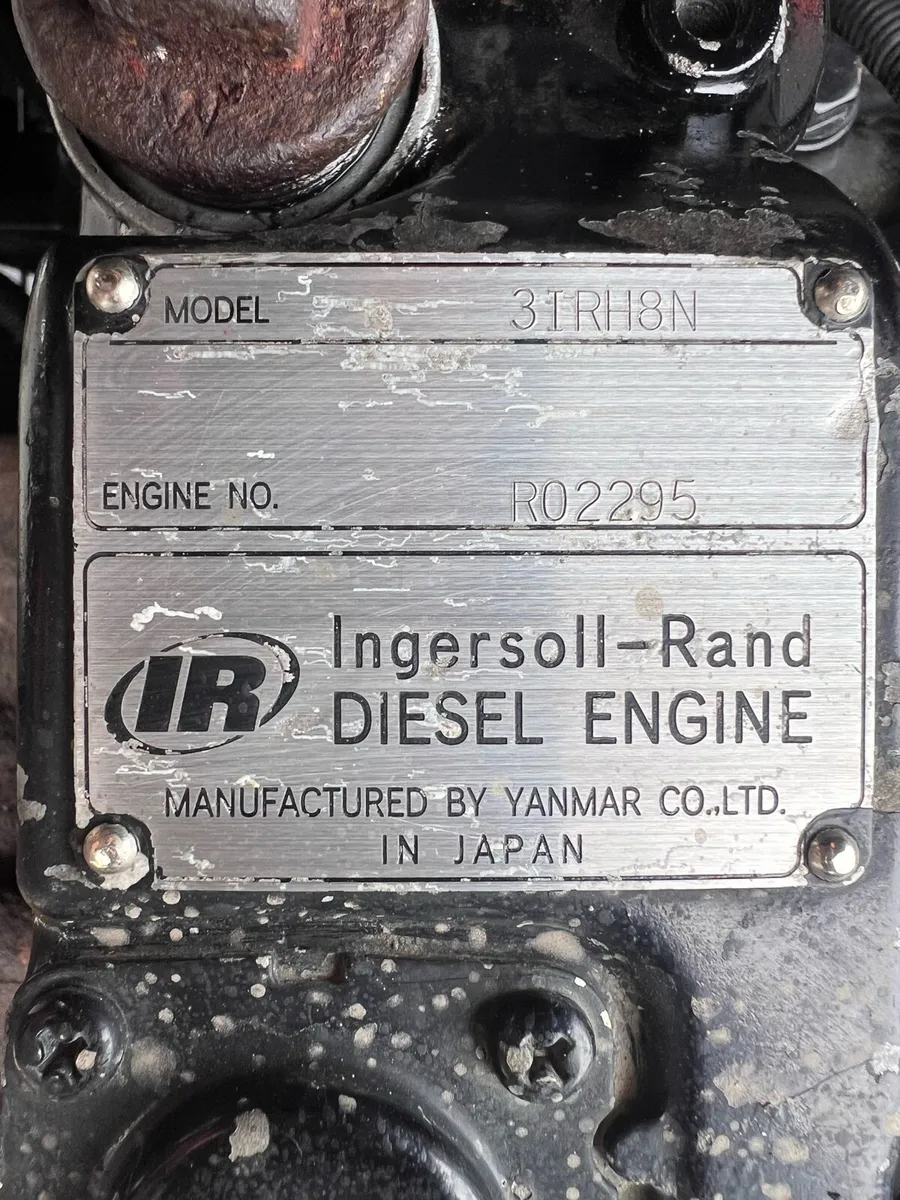 MODEL 3IRH8N
ENGINE NO. R02295
IR Ingersoll-Rand
DIESEL ENGINE
MANUFACTURED BY YANMAR CO.,LTD.
IN JAPAN